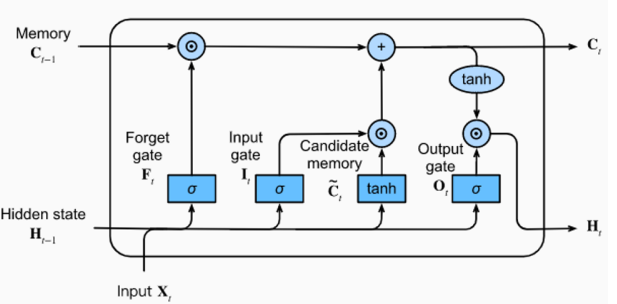 Memory
C_{t-1}
⊙
+
C_t
tanh
Forget
gate
F_t
Input
gate
I_t
⊙
Candidate
memory
C̃_t
Output
gate
O_t
⊙
σ
σ
tanh
σ
Hidden state
H_{t-1}
H_t
Input X_t